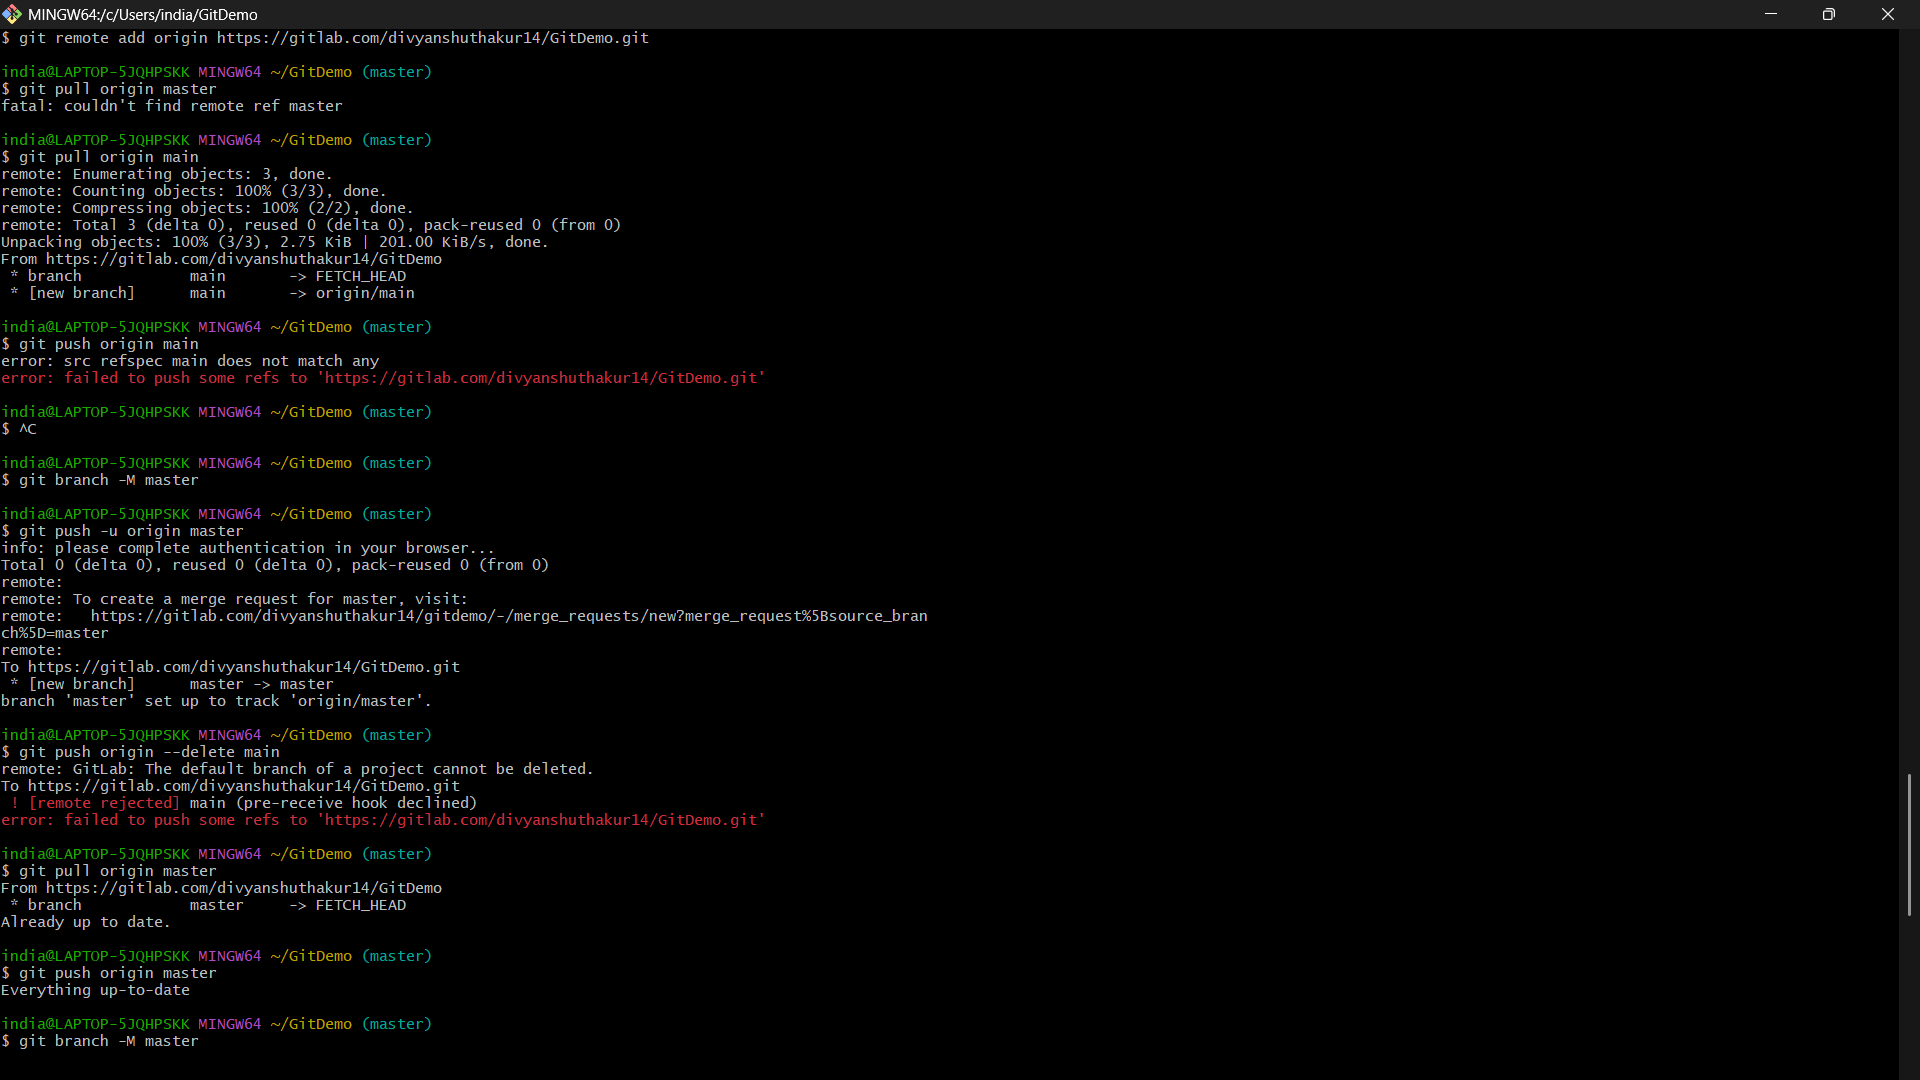 MINGW64:/c/Users/india/GitDemo
$ git remote add origin https://gitlab.com/divyanshuthakur14/GitDemo.git
india@LAPTOP-5JQHPSKK MINGW64 ~/GitDemo (master)
$ git pull origin master
fatal: couldn't find remote ref master
india@LAPTOP-5JQHPSKK MINGW64 ~/GitDemo (master)
$ git pull origin main
remote: Enumerating objects: 3, done.
remote: Counting objects: 100% (3/3), done.
remote: Compressing objects: 100% (2/2), done.
remote: Total 3 (delta 0), reused 0 (delta 0), pack-reused 0 (from 0)
Unpacking objects: 100% (3/3), 2.75 KiB | 201.00 KiB/s, done.
From https://gitlab.com/divyanshuthakur14/GitDemo
 * branch            main       -> FETCH_HEAD
 * [new branch]      main       -> origin/main
india@LAPTOP-5JQHPSKK MINGW64 ~/GitDemo (master)
$ git push origin main
error: src refspec main does not match any
error: failed to push some refs to 'https://gitlab.com/divyanshuthakur14/GitDemo.git'
india@LAPTOP-5JQHPSKK MINGW64 ~/GitDemo (master)
$ ^C
india@LAPTOP-5JQHPSKK MINGW64 ~/GitDemo (master)
$ git branch -M master
india@LAPTOP-5JQHPSKK MINGW64 ~/GitDemo (master)
$ git push -u origin master
info: please complete authentication in your browser...
Total 0 (delta 0), reused 0 (delta 0), pack-reused 0 (from 0)
remote:
remote: To create a merge request for master, visit:
remote:   https://gitlab.com/divyanshuthakur14/gitdemo/-/merge_requests/new?merge_request%5Bsource_bran
ch%5D=master
remote:
To https://gitlab.com/divyanshuthakur14/GitDemo.git
 * [new branch]      master -> master
branch 'master' set up to track 'origin/master'.
india@LAPTOP-5JQHPSKK MINGW64 ~/GitDemo (master)
$ git push origin --delete main
remote: GitLab: The default branch of a project cannot be deleted.
To https://gitlab.com/divyanshuthakur14/GitDemo.git
 ! [remote rejected] main (pre-receive hook declined)
error: failed to push some refs to 'https://gitlab.com/divyanshuthakur14/GitDemo.git'
india@LAPTOP-5JQHPSKK MINGW64 ~/GitDemo (master)
$ git pull origin master
From https://gitlab.com/divyanshuthakur14/GitDemo
 * branch            master     -> FETCH_HEAD
Already up to date.
india@LAPTOP-5JQHPSKK MINGW64 ~/GitDemo (master)
$ git push origin master
Everything up-to-date
india@LAPTOP-5JQHPSKK MINGW64 ~/GitDemo (master)
$ git branch -M master